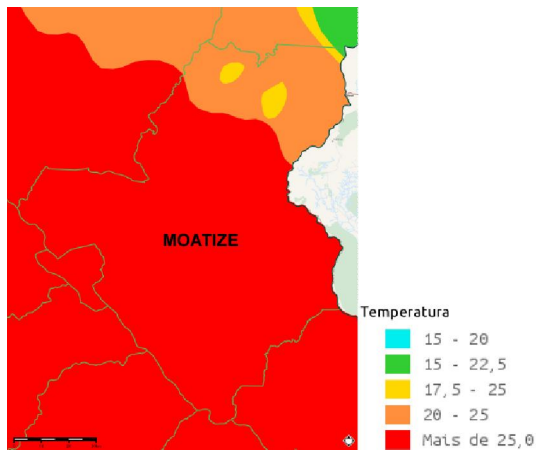 MOATIZE
Temperatura
15 - 20
15 - 22,5
17,5 - 25
20 - 25
Mais de 25,0